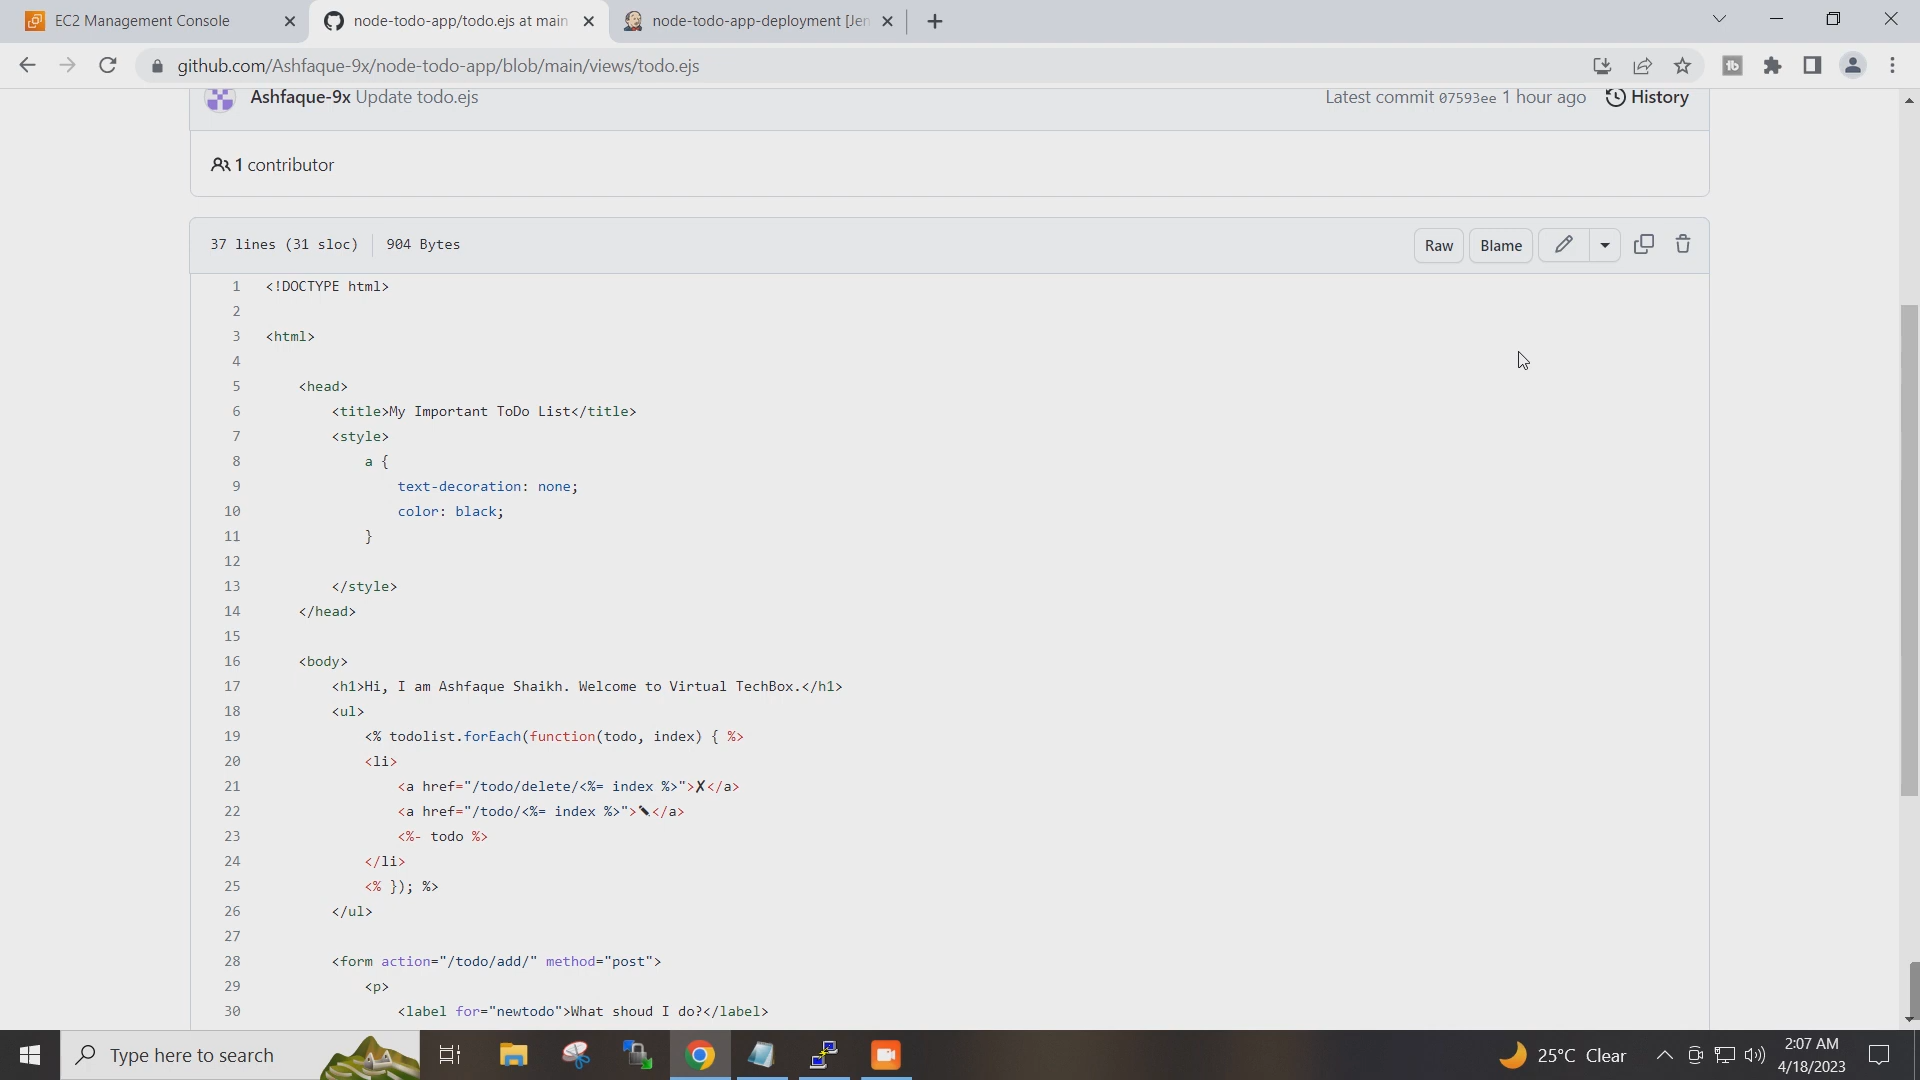 EC2 Management Console
node-todo-app/todo.ejs at main
node-todo-app-deployment [Jen
github.com/Ashfaque-9x/node-todo-app/blob/main/views/todo.ejs
Ashfaque-9x Update todo.ejs
Latest commit 07593ee 1 hour ago History
1 contributor
37 lines (31 sloc) 904 Bytes
Raw Blame
1 <!DOCTYPE html>
2
3 <html>
4
5 <head>
6 <title>My Important ToDo List</title>
7 <style>
8 a {
9 text-decoration: none;
10 color: black;
11 }
12
13 </style>
14 </head>
15
16 <body>
17 <h1>Hi, I am Ashfaque Shaikh. Welcome to Virtual TechBox.</h1>
18 <ul>
19 <% todolist.forEach(function(todo, index) { %>
20 <li>
21 <a href="/todo/delete/<%= index %>">✗</a>
22 <a href="/todo/<%= index %>">✎</a>
23 <%- todo %>
24 </li>
25 <% }); %>
26 </ul>
27
28 <form action="/todo/add/" method="post">
29 <p>
30 <label for="newtodo">What shoud I do?</label>
Type here to search
25°C Clear
2:07 AM
4/18/2023